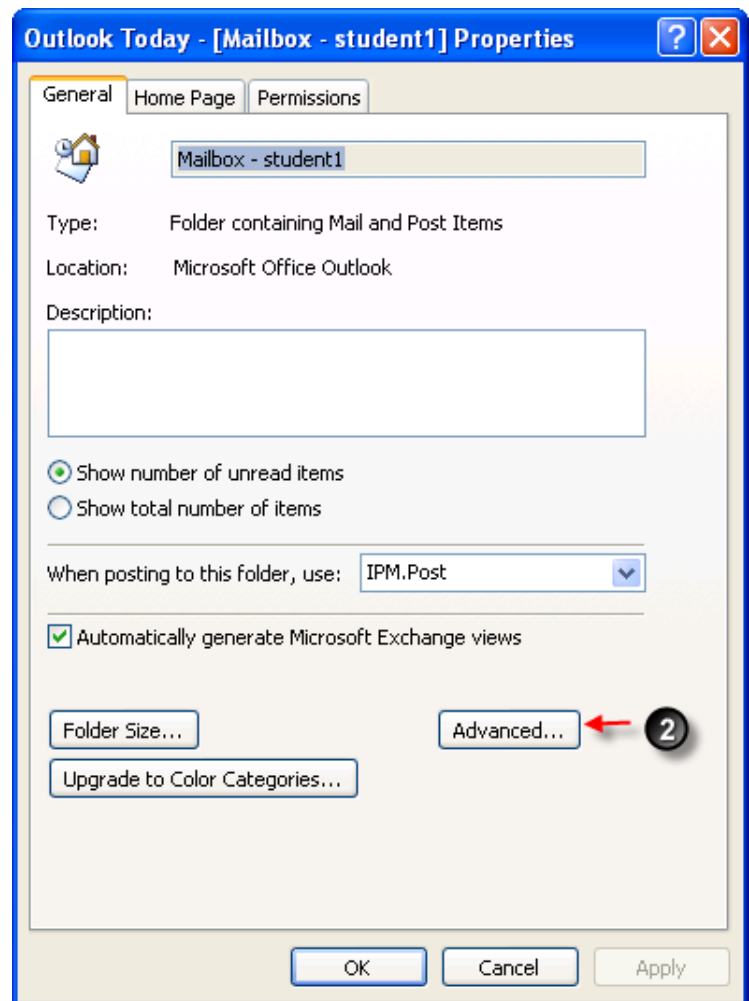 Outlook Today - [Mailbox - student1] Properties ?
General Home Page Permissions
Mailbox - student1
Type: Folder containing Mail and Post Items
Location: Microsoft Office Outlook
Description:
Show number of unread items
Show total number of items
When posting to this folder, use: IPM.Post
Automatically generate Microsoft Exchange views
Folder Size... Advanced... 2
Upgrade to Color Categories...
OK Cancel Apply